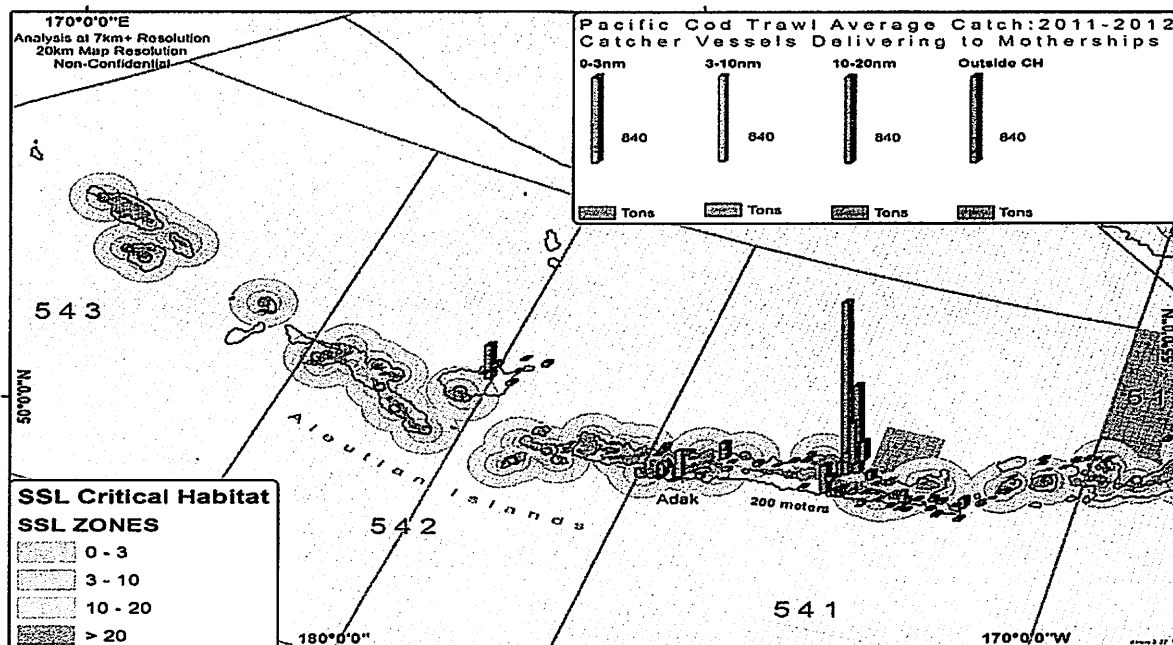 170°0'0"E
Analysis at 7km+ Resolution
20km Map Resolution
Non-Confidential
Pacific Cod Trawl Average Catch:2011-2012
Catcher Vessels Delivering to Motherships
0-3nm 3-10nm 10-20nm Outside CH
840 840 840 840
Tons Tons Tons Tons
543
50°0'0"N
Aleutian Islands
Adak
200 meters
542
541
SSL Critical Habitat
SSL ZONES
0 - 3
3 - 10
10 - 20
> 20
180°0'0"
170°0'0"W